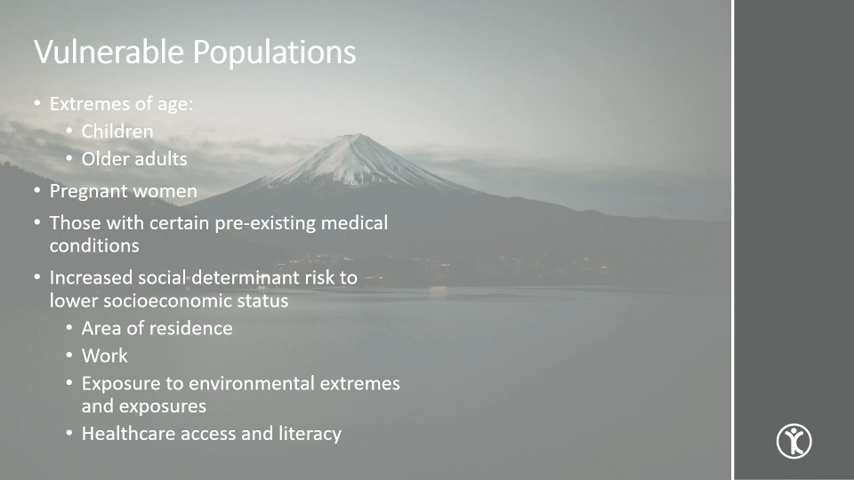 Vulnerable Populations
• Extremes of age:
• Children
• Older adults
• Pregnant women
• Those with certain pre-existing medical
conditions
• Increased social determinant risk to
lower socioeconomic status
• Area of residence
• Work
• Exposure to environmental extremes
and exposures
• Healthcare access and literacy